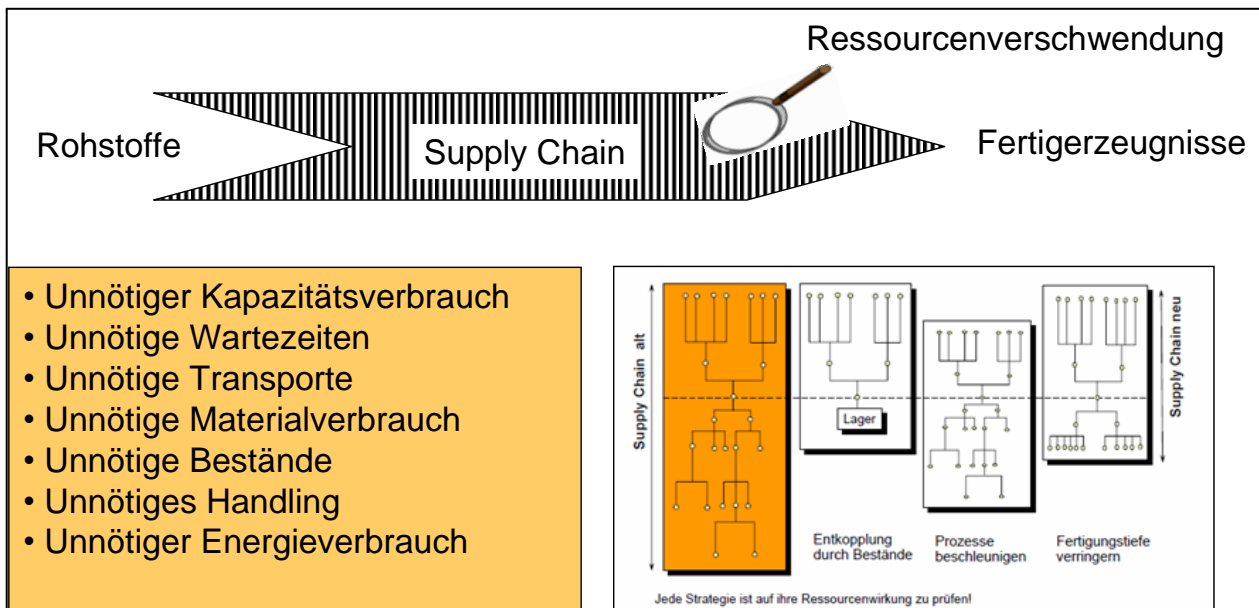 Ressourcenverschwendung
Rohstoffe
Supply Chain
Fertigerzeugnisse
• Unnötiger Kapazitätsverbrauch
• Unnötige Wartezeiten
• Unnötige Transporte
• Unnötige Materialverbrauch
• Unnötige Bestände
• Unnötiges Handling
• Unnötiger Energieverbrauch
Supply Chain alt
Lager
Supply Chain neu
Entkopplung
durch Bestände
Prozesse
beschleunigen
Fertigungstiefe
verringern
Jede Strategie ist auf ihre Ressourcenwirkung zu prüfen!